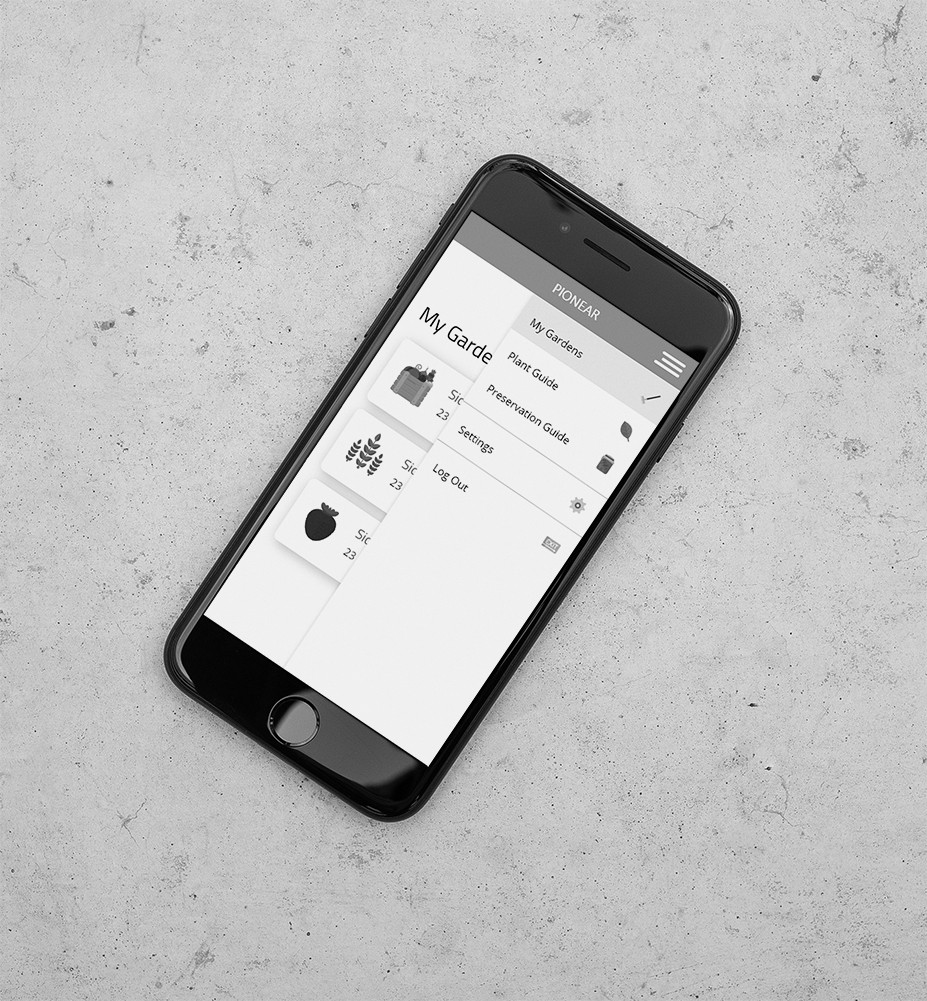 PIONEAR
My Garde
Sic
23
Sic
23
Sic
23
My Gardens
Plant Guide
Preservation Guide
Settings
Log Out
EXIT